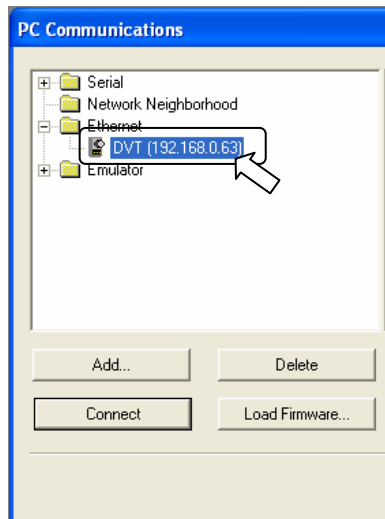 PC Communications
Serial
Network Neighborhood
Ethernet
DVT (192.168.0.63)
Emulator
Add... Delete
Connect Load Firmware...